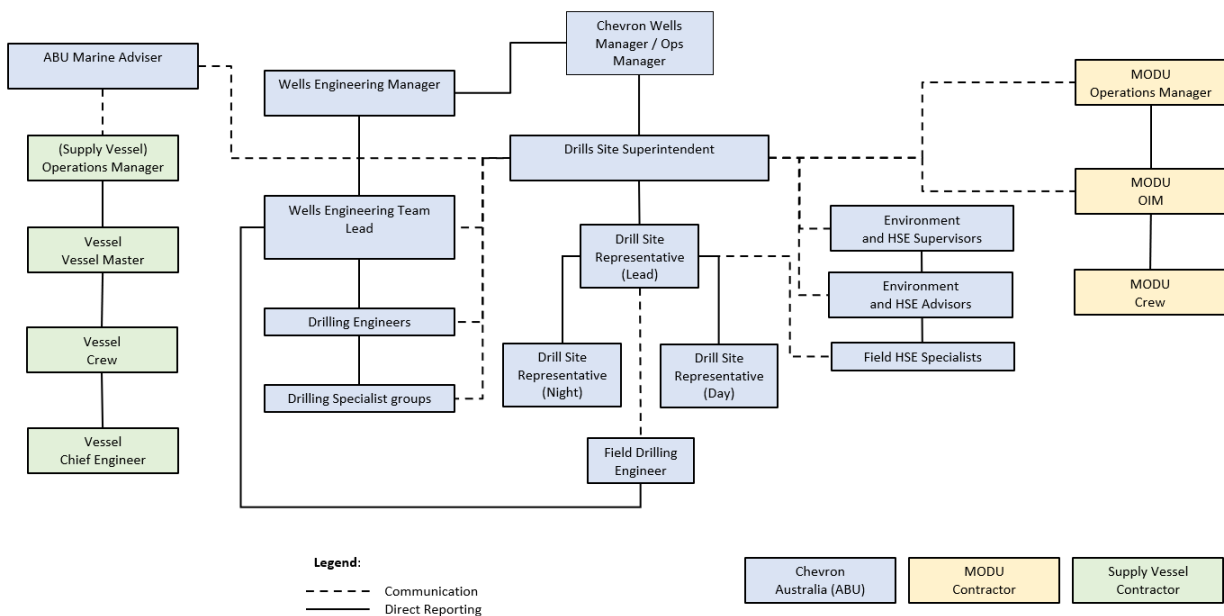 ABU Marine Adviser
(Supply Vessel)
Operations Manager
Vessel
Vessel Master
Vessel
Crew
Vessel
Chief Engineer
Chevron Wells
Manager / Ops
Manager
Wells Engineering Manager
Drills Site Superintendent
Wells Engineering Team
Lead
Drilling Engineers
Drilling Specialist groups
Drill Site
Representative
(Lead)
Drill Site
Representative
(Night)
Drill Site
Representative
(Day)
Field Drilling
Engineer
Environment
and HSE Supervisors
Environment
and HSE Advisors
Field HSE Specialists
MODU
Operations Manager
MODU
OIM
MODU
Crew
Legend:
Communication
Direct Reporting
Chevron
Australia (ABU)
MODU
Contractor
Supply Vessel
Contractor